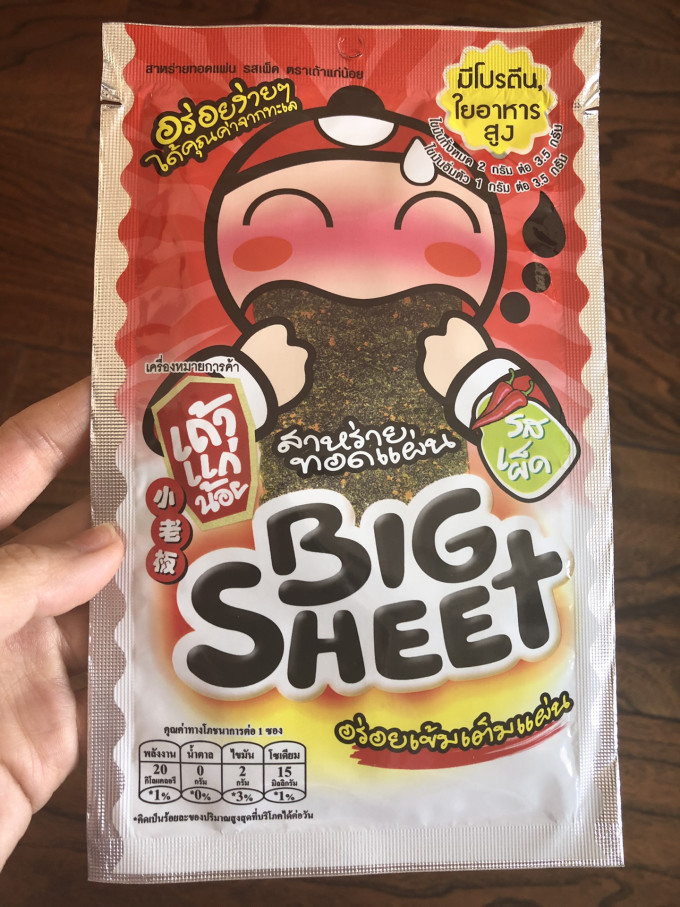 สาหร่ายทอดแผ่น รสเผ็ด ตราเถ้าแก่น้อย
อร่อยง่ายๆ
ได้คุณค่าจากทะเล
มีโปรตีน,
ใยอาหาร
สูง
ไขมันทั้งหมด 2 กรัม ต่อ 3.5 กรัม
ไขมันอิ่มตัว 1 กรัม ต่อ 3.5 กรัม
เครื่องหมายการค้า
เถ้า
แก่
น้อย
小
老
板
สาหร่าย
ทอดแผ่น
รส
เผ็ด
BIG
SHEEt
อร่อยเข้มเต็มแผ่น
คุณค่าทางโภชนาการต่อ 1 ซอง
พลังงาน น้ำตาล ไขมัน โซเดียม
20 0 2 15
กิโลแคลอรี กรัม กรัม มิลลิกรัม
*1% *0% *3% *1%
*คิดเป็นร้อยละของปริมาณสูงสุดที่บริโภคได้ต่อวัน